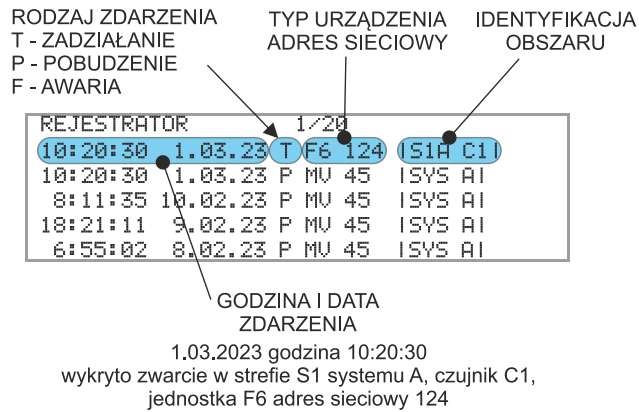 RODZAJ ZDARZENIA
T - ZADZIAŁANIE
P - POBUDZENIE
F - AWARIA
TYP URZĄDZENIA
ADRES SIECIOWY
IDENTYFIKACJA
OBSZARU
REJESTRATOR 1/20
10:20:30 1.03.23 T F6 124 |S1A C1|
10:20:30 1.03.23 P MV 45 |SYS A|
8:11:35 10.02.23 P MV 45 |SYS A|
18:21:11 9.02.23 P MV 45 |SYS A|
6:55:02 8.02.23 P MV 45 |SYS A|
GODZINA I DATA
ZDARZENIA
1.03.2023 godzina 10:20:30
wykryto zwarcie w strefie S1 systemu A, czujnik C1,
jednostka F6 adres sieciowy 124